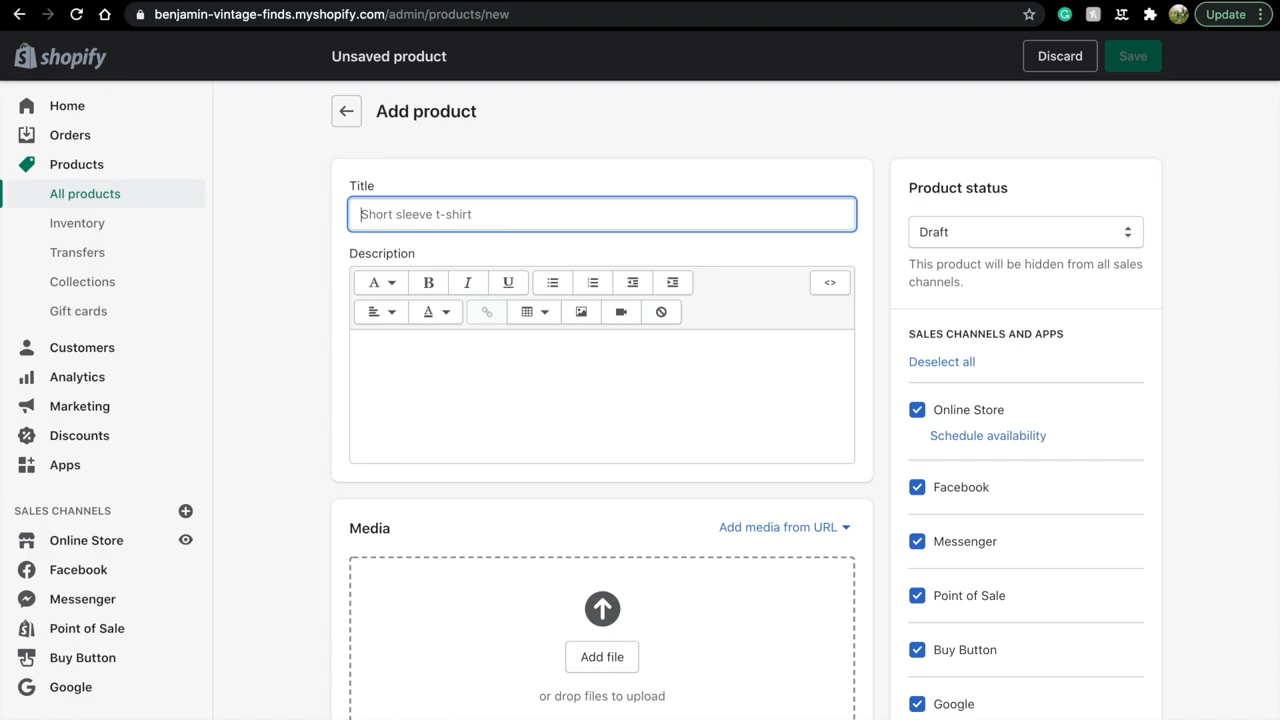 benjamin-vintage-finds.myshopify.com/admin/products/new
Update
shopify
Unsaved product
Discard
Save
Home
Orders
Products
All products
Inventory
Transfers
Collections
Gift cards
Customers
Analytics
Marketing
Discounts
Apps
SALES CHANNELS
Online Store
Facebook
Messenger
Point of Sale
Buy Button
Google
Add product
Title
Short sleeve t-shirt
Description
A
B
I
U
<>
A
Media
Add media from URL
Add file
or drop files to upload
Product status
Draft
This product will be hidden from all sales
channels.
SALES CHANNELS AND APPS
Deselect all
Online Store
Schedule availability
Facebook
Messenger
Point of Sale
Buy Button
Google